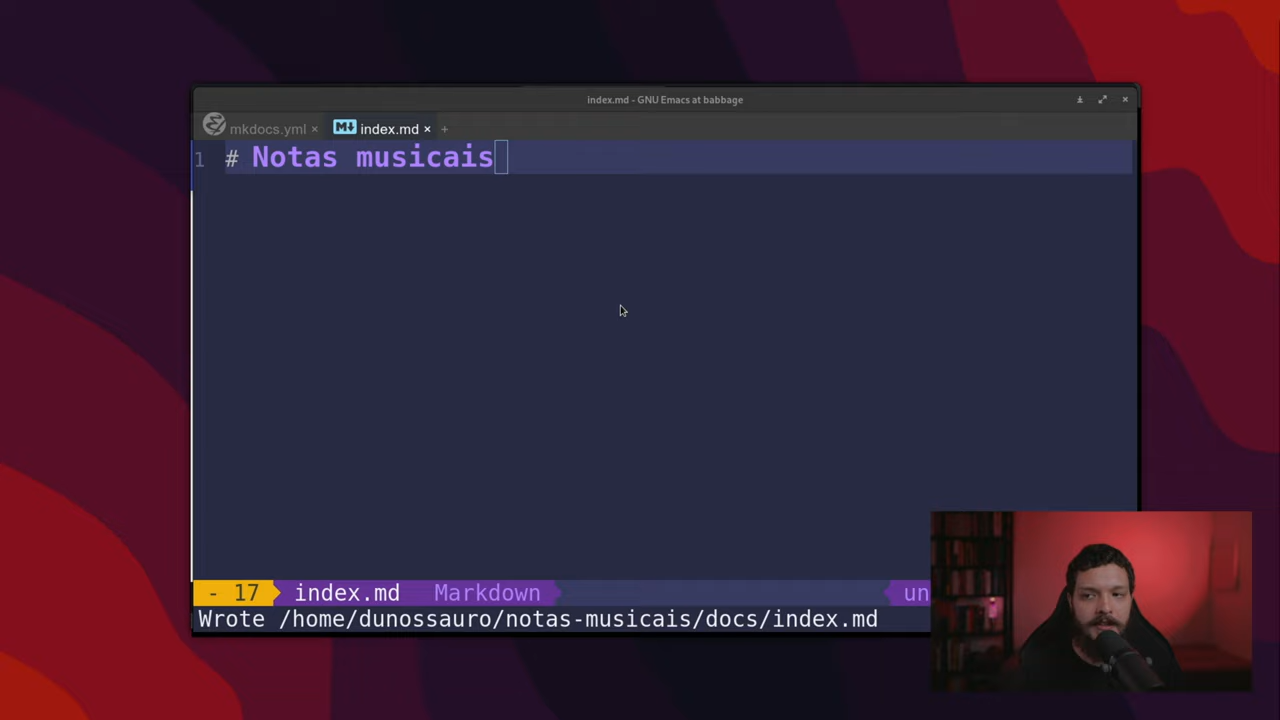 index.md - GNU Emacs at babbage
mkdocs.yml × index.md × +
1 # Notas musicais
- 17 index.md Markdown un
Wrote /home/dunossauro/notas-musicais/docs/index.md